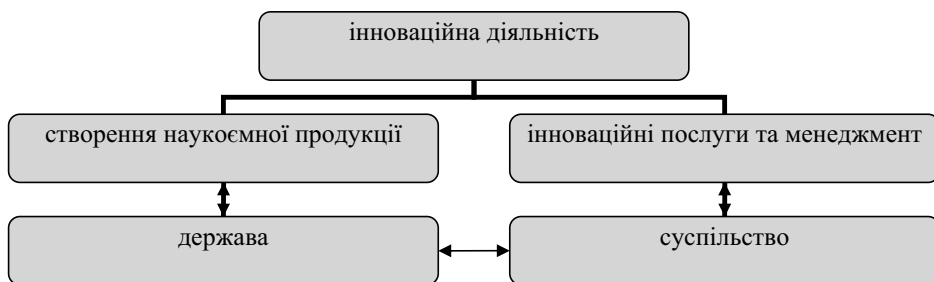 інноваційна діяльність
створення наукоємної продукції
інноваційні послуги та менеджмент
держава
суспільство